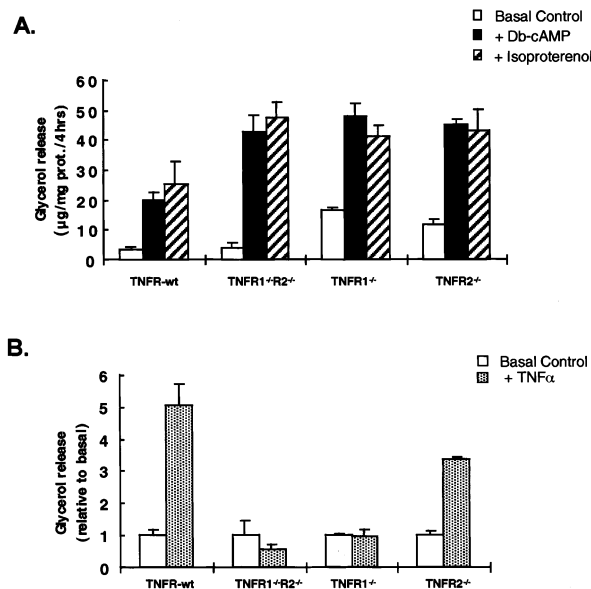 A.
Basal Control
+ Db-cAMP
+ Isoproterenol
Glycerol release
(µg/mg prot./4hrs)
60
50
40
30
20
10
0
TNFR-wt TNFR1-/-R2-/- TNFR1-/- TNFR2-/-
B.
Basal Control
+ TNFα
Glycerol release
(relative to basal)
6
5
4
3
2
1
0
TNFR-wt TNFR1-/-R2-/- TNFR1-/- TNFR2-/-